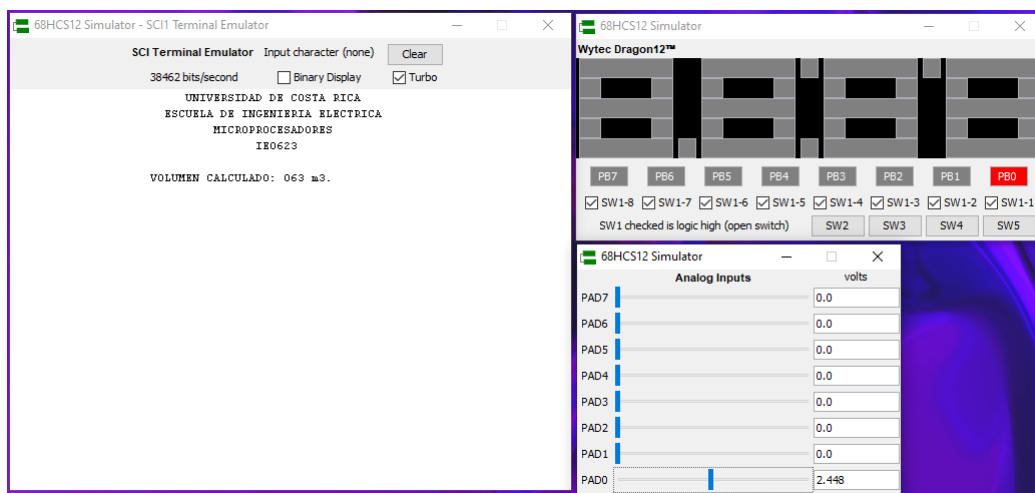 68HCS12 Simulator - SCI1 Terminal Emulator
SCI Terminal Emulator Input character (none) Clear
38462 bits/second Binary Display Turbo
UNIVERSIDAD DE COSTA RICA
ESCUELA DE INGENIERIA ELECTRICA
MICROPROCESADORES
IE0623
VOLUMEN CALCULADO: 063 m3.
68HCS12 Simulator
Wytec Dragon12™
PB7 PB6 PB5 PB4 PB3 PB2 PB1 PB0
SW1-8 SW1-7 SW1-6 SW1-5 SW1-4 SW1-3 SW1-2 SW1-1
SW1 checked is logic high (open switch) SW2 SW3 SW4 SW5
68HCS12 Simulator
Analog Inputs volts
PAD7 0.0
PAD6 0.0
PAD5 0.0
PAD4 0.0
PAD3 0.0
PAD2 0.0
PAD1 0.0
PAD0 2.448